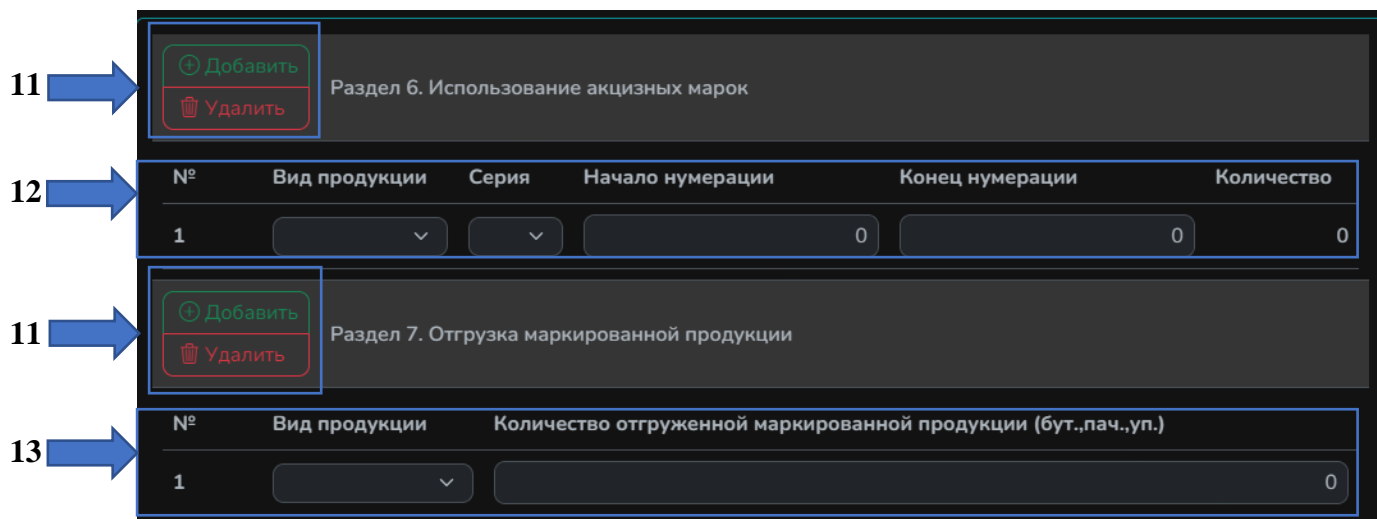 11
Добавить
Удалить
Раздел 6. Использование акцизных марок
12
№ Вид продукции Серия Начало нумерации Конец нумерации Количество
1 0 0 0
11
Добавить
Удалить
Раздел 7. Отгрузка маркированной продукции
13
№ Вид продукции Количество отгруженной маркированной продукции (бут.,пач.,уп.)
1 0